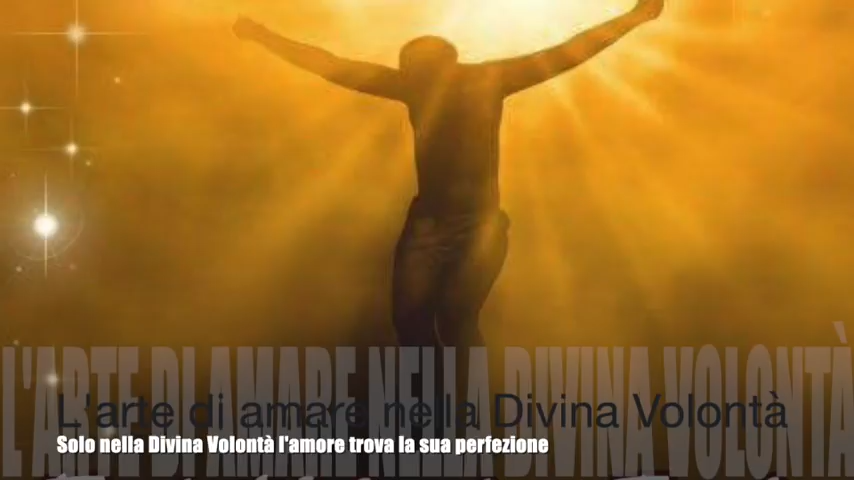 L'ARTE DI AMARE NELLA DIVINA VOLONTÀ
L'arte di amare nella Divina Volontà
Solo nella Divina Volontà l'amore trova la sua perfezione